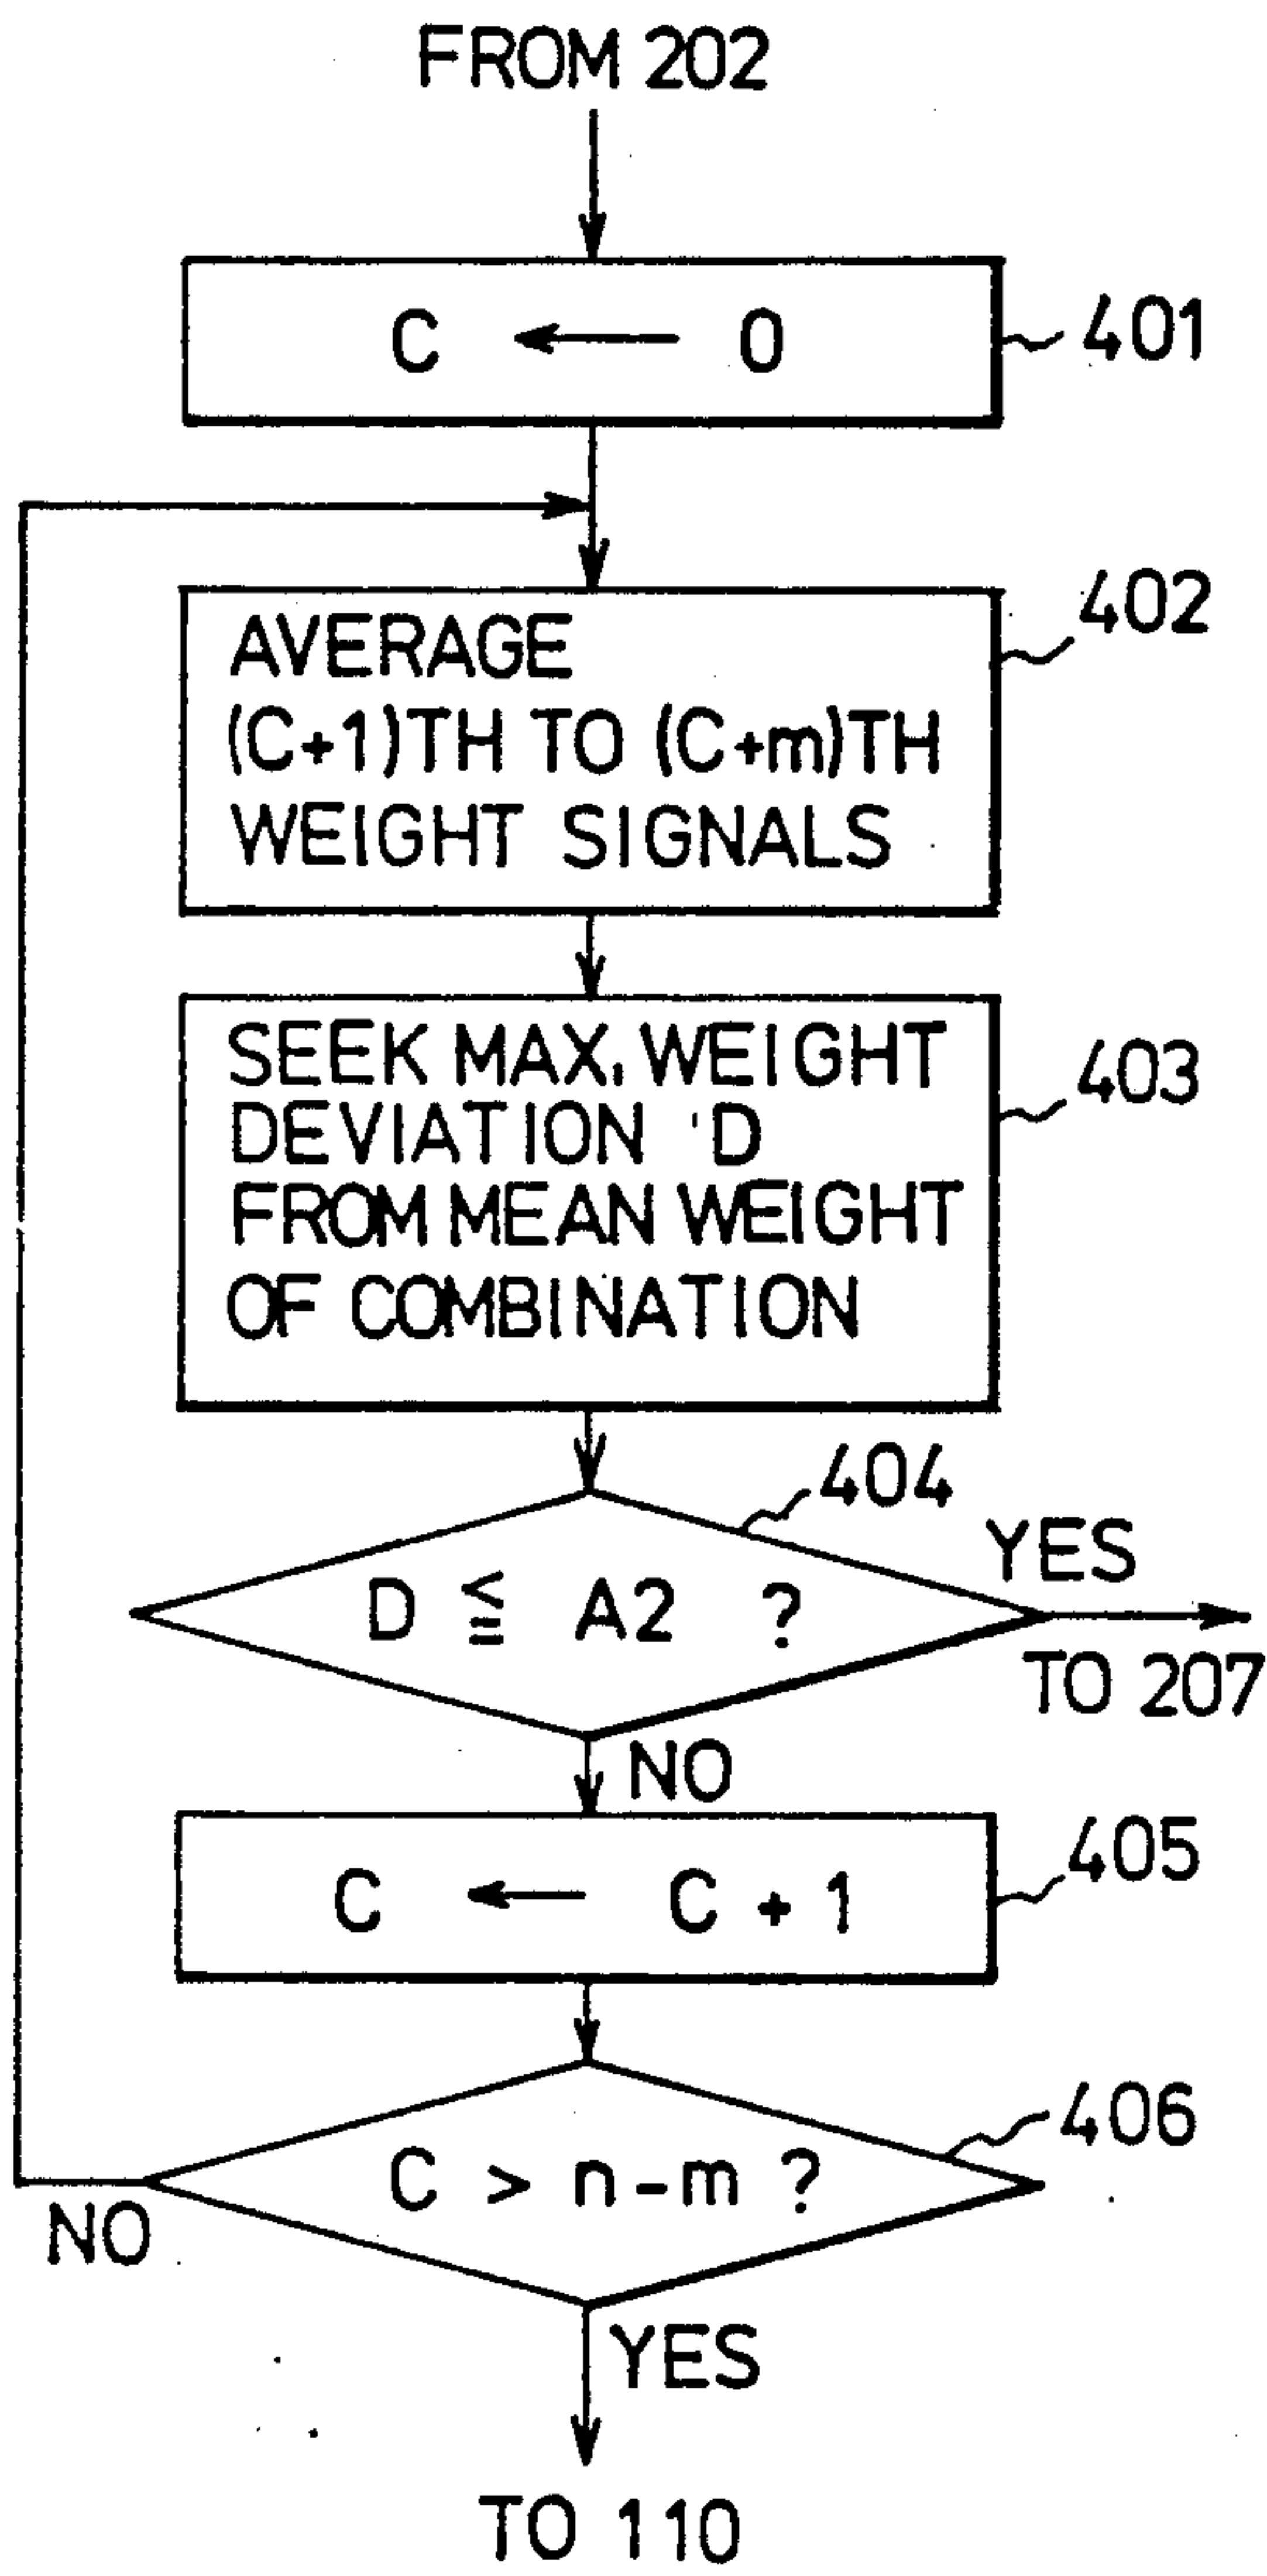 FROM 202
C ← 0
401
402
AVERAGE
(C+1)TH TO (C+m)TH
WEIGHT SIGNALS
403
SEEK MAX. WEIGHT
DEVIATION D
FROM MEAN WEIGHT
OF COMBINATION
404
YES
D ≦ A2 ?
TO 207
NO
405
C ← C + 1
406
C > n - m ?
NO
YES
TO 110